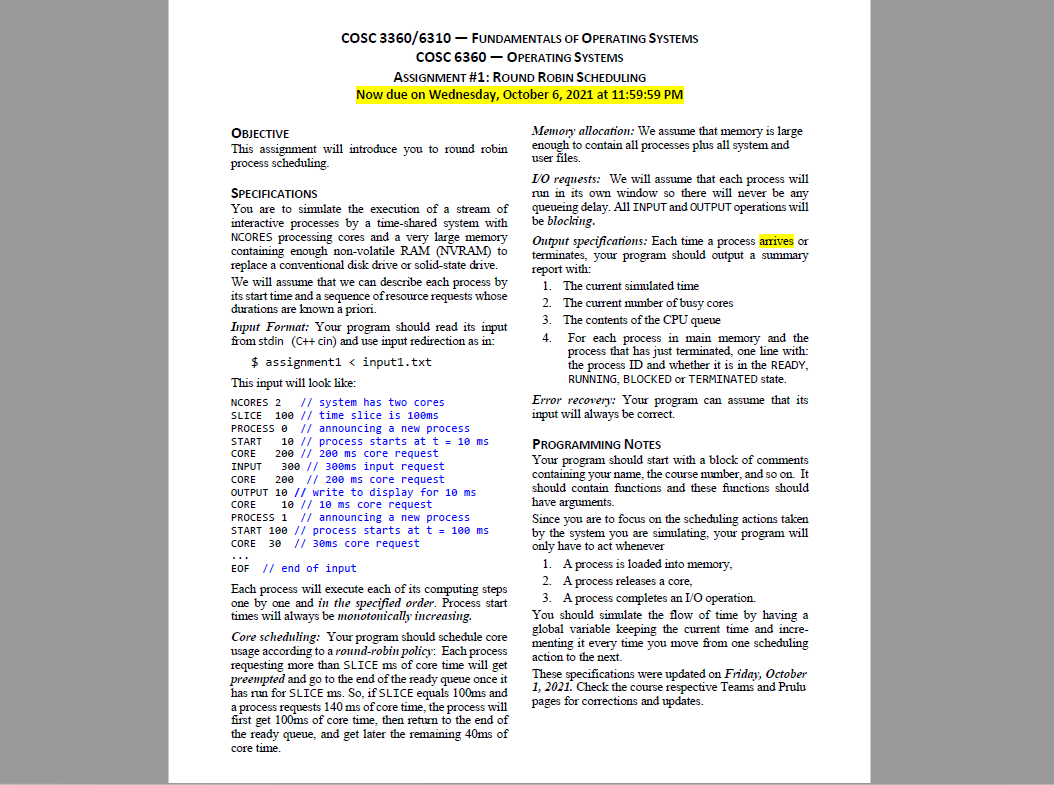 COSC 3360/6310 — FUNDAMENTALS OF OPERATING SYSTEMS
COSC 6360 — OPERATING SYSTEMS
ASSIGNMENT #1: ROUND ROBIN SCHEDULING
Now due on Wednesday, October 6, 2021 at 11:59:59 PM
OBJECTIVE
This assignment will introduce you to round robin
process scheduling.
SPECIFICATIONS
You are to simulate the execution of a stream of
interactive processes by a time-shared system with
NCORES processing cores and a very large memory
containing enough non-volatile RAM (NVRAM) to
replace a conventional disk drive or solid-state drive.
We will assume that we can describe each process by
its start time and a sequence of resource requests whose
durations are known a priori.
Input Format: Your program should read its input
from stdin (C++ cin) and use input redirection as in:
$ assignment1 < input1.txt
This input will look like:
NCORES 2 // system has two cores
SLICE 100 // time slice is 100ms
PROCESS 0 // announcing a new process
START 10 // process starts at t = 10 ms
CORE 200 // 200 ms core request
INPUT 300 // 300ms input request
CORE 200 // 200 ms core request
OUTPUT 10 // write to display for 10 ms
CORE 10 // 10 ms core request
PROCESS 1 // announcing a new process
START 100 // process starts at t = 100 ms
CORE 30 // 30ms core request
...
EOF // end of input
Each process will execute each of its computing steps
one by one and in the specified order. Process start
times will always be monotonically increasing.
Core scheduling: Your program should schedule core
usage according to a round-robin policy: Each process
requesting more than SLICE ms of core time will get
preempted and go to the end of the ready queue once it
has run for SLICE ms. So, if SLICE equals 100ms and
a process requests 140 ms of core time, the process will
first get 100ms of core time, then return to the end of
the ready queue, and get later the remaining 40ms of
core time.
Memory allocation: We assume that memory is large
enough to contain all processes plus all system and
user files.
I/O requests: We will assume that each process will
run in its own window so there will never be any
queueing delay. All INPUT and OUTPUT operations will
be blocking.
Output specifications: Each time a process arrives or
terminates, your program should output a summary
report with:
1. The current simulated time
2. The current number of busy cores
3. The contents of the CPU queue
4. For each process in main memory and the
process that has just terminated, one line with:
the process ID and whether it is in the READY,
RUNNING, BLOCKED or TERMINATED state.
Error recovery: Your program can assume that its
input will always be correct.
PROGRAMMING NOTES
Your program should start with a block of comments
containing your name, the course number, and so on. It
should contain functions and these functions should
have arguments.
Since you are to focus on the scheduling actions taken
by the system you are simulating, your program will
only have to act whenever
1. A process is loaded into memory,
2. A process releases a core,
3. A process completes an I/O operation.
You should simulate the flow of time by having a
global variable keeping the current time and incre-
menting it every time you move from one scheduling
action to the next.
These specifications were updated on Friday, October
1, 2021. Check the course respective Teams and Prulu
pages for corrections and updates.